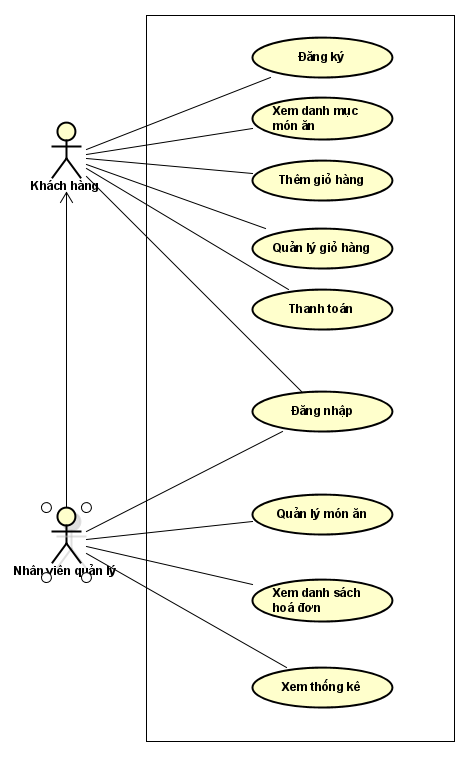 Đăng ký
Xem danh mục
món ăn
Thêm giỏ hàng
Khách hàng
Quản lý giỏ hàng
Thanh toán
Đăng nhập
Quản lý món ăn
Nhân viên quản lý
Xem danh sách
hoá đơn
Xem thống kê